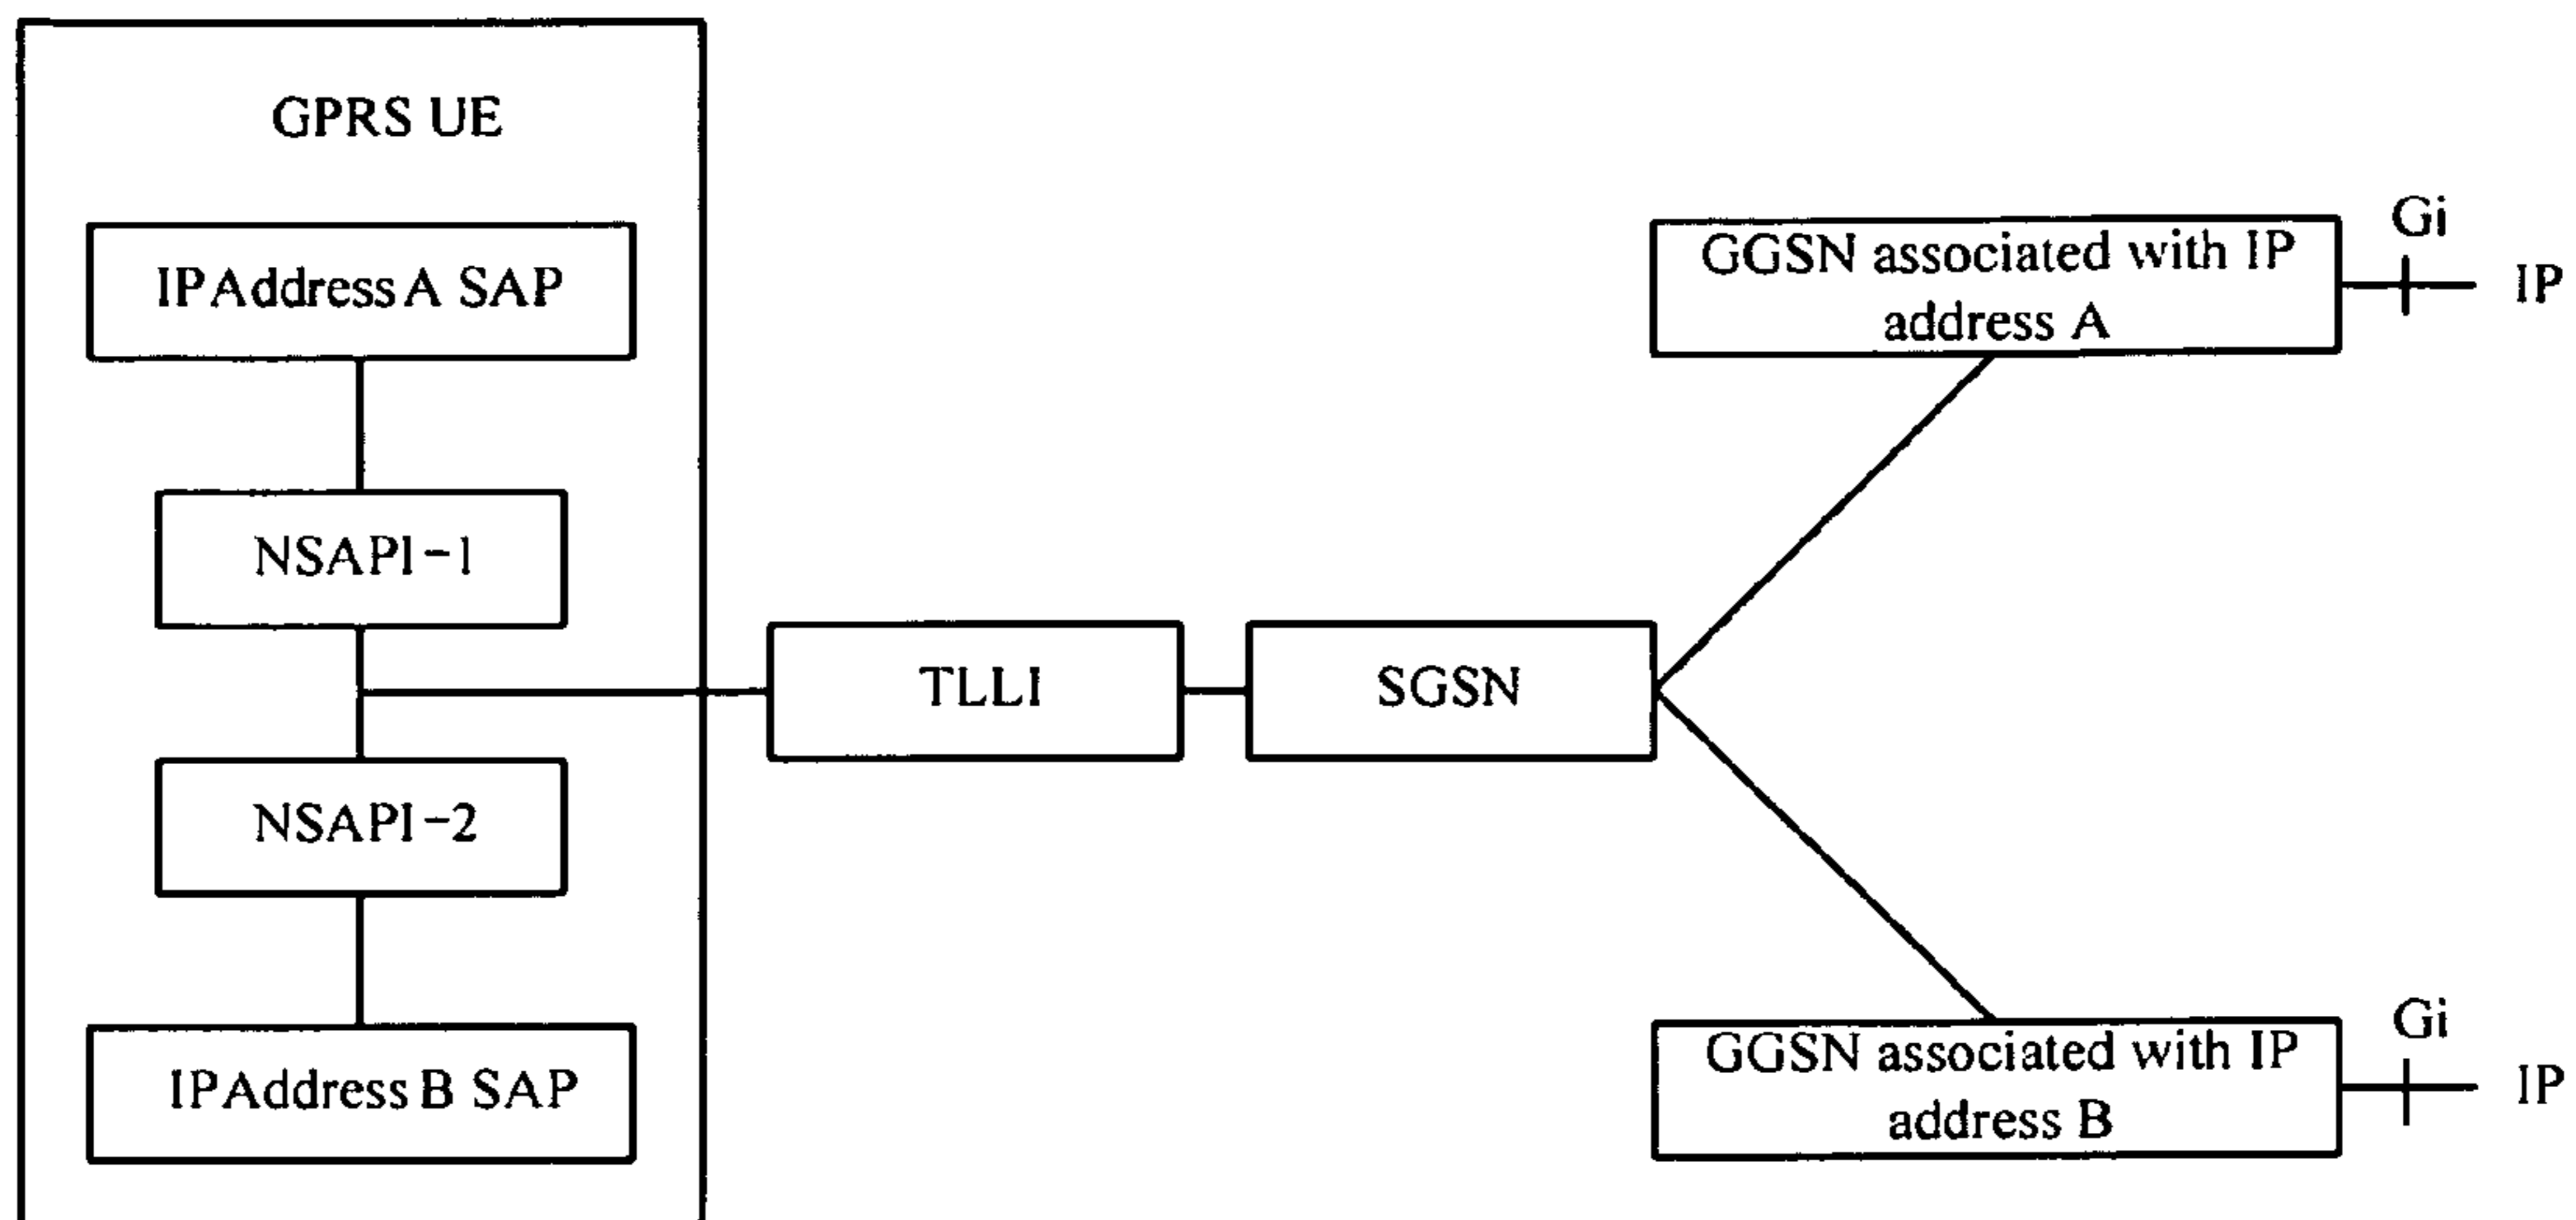 GPRS UE
IPAddress A SAP
NSAPI-1
NSAPI-2
IPAddress B SAP
TLLI
SGSN
GGSN associated with IP
address A
Gi
IP
GGSN associated with IP
address B
Gi
IP